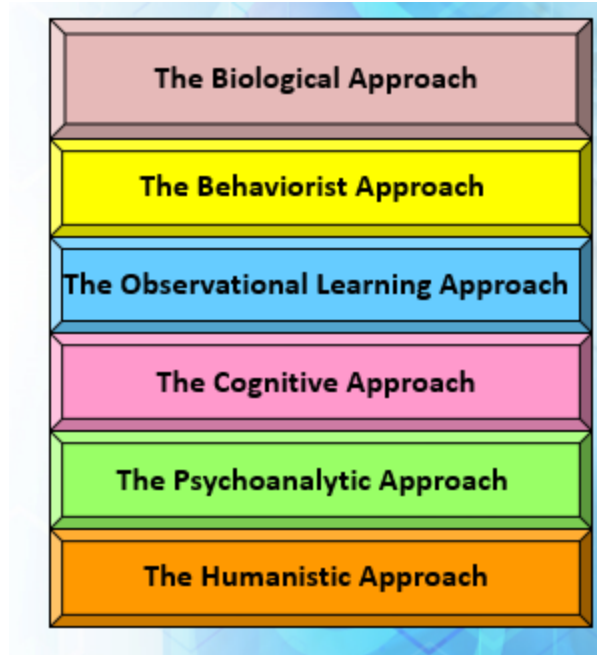 The Biological Approach
The Behaviorist Approach
The Observational Learning Approach
The Cognitive Approach
The Psychoanalytic Approach
The Humanistic Approach